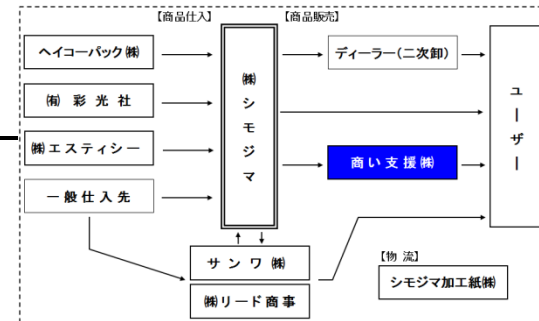 【商品仕入】
【商品販売】
ヘイコーパック㈱
㈲ 彩光社
㈱エスティシー
一般仕入先
㈱シモジマ
ディーラー(二次卸)
商い支援㈱
ユーザー
サンワ㈱
㈱リード商事
【物 流】
シモジマ加工紙㈱